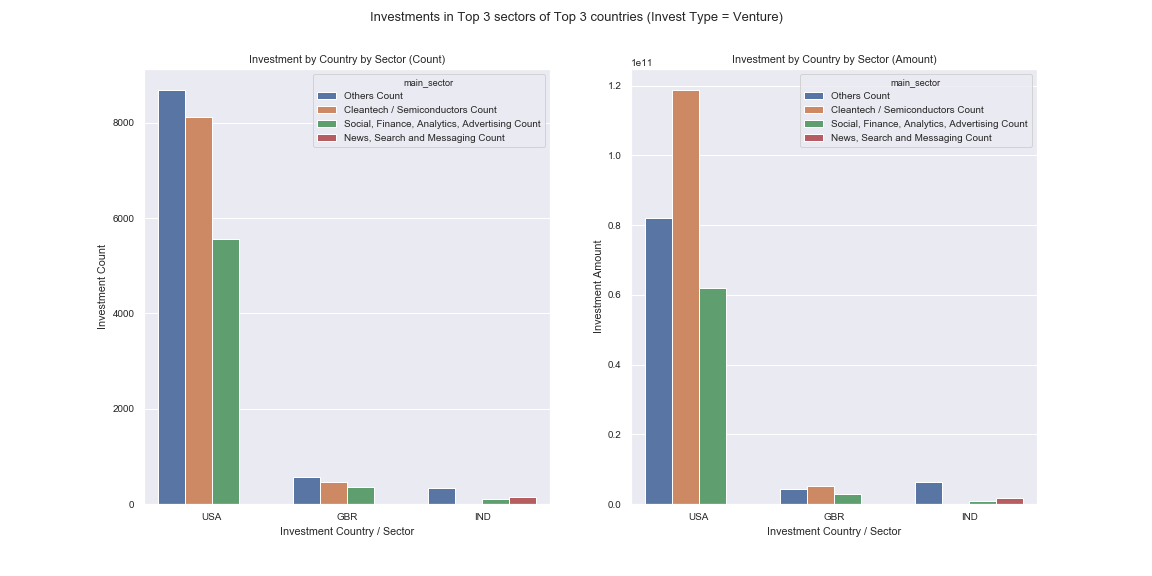 Investments in Top 3 sectors of Top 3 countries (Invest Type = Venture)
Investment by Country by Sector (Count)
main_sector
Others Count
Cleantech / Semiconductors Count
Social, Finance, Analytics, Advertising Count
News, Search and Messaging Count
8000
6000
4000
2000
0
Investment Count
USA
GBR
IND
Investment Country / Sector
Investment by Country by Sector (Amount)
1e11
main_sector
Others Count
Cleantech / Semiconductors Count
Social, Finance, Analytics, Advertising Count
News, Search and Messaging Count
1.2
1.0
0.8
0.6
0.4
0.2
0.0
Investment Amount
USA
GBR
IND
Investment Country / Sector